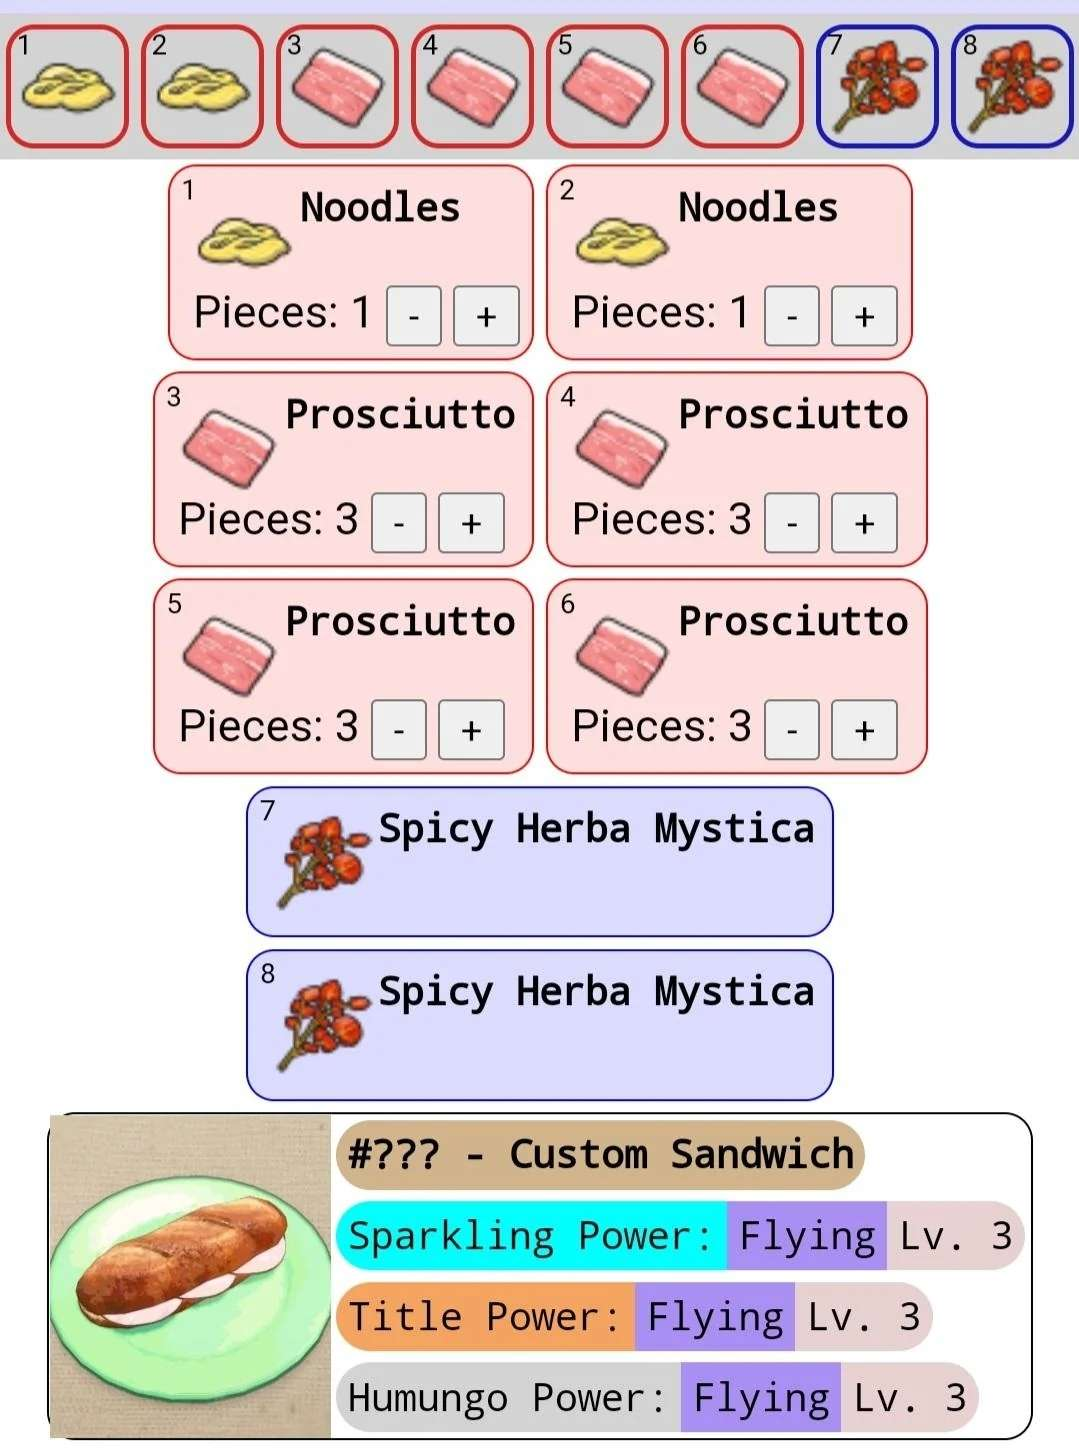 1 2 3 4 5 6 7 8
1 Noodles 2 Noodles
Pieces: 1 - + Pieces: 1 - +
3 Prosciutto 4 Prosciutto
Pieces: 3 - + Pieces: 3 - +
5 Prosciutto 6 Prosciutto
Pieces: 3 - + Pieces: 3 - +
7 Spicy Herba Mystica
8 Spicy Herba Mystica
#??? - Custom Sandwich
Sparkling Power: Flying Lv. 3
Title Power: Flying Lv. 3
Humungo Power: Flying Lv. 3